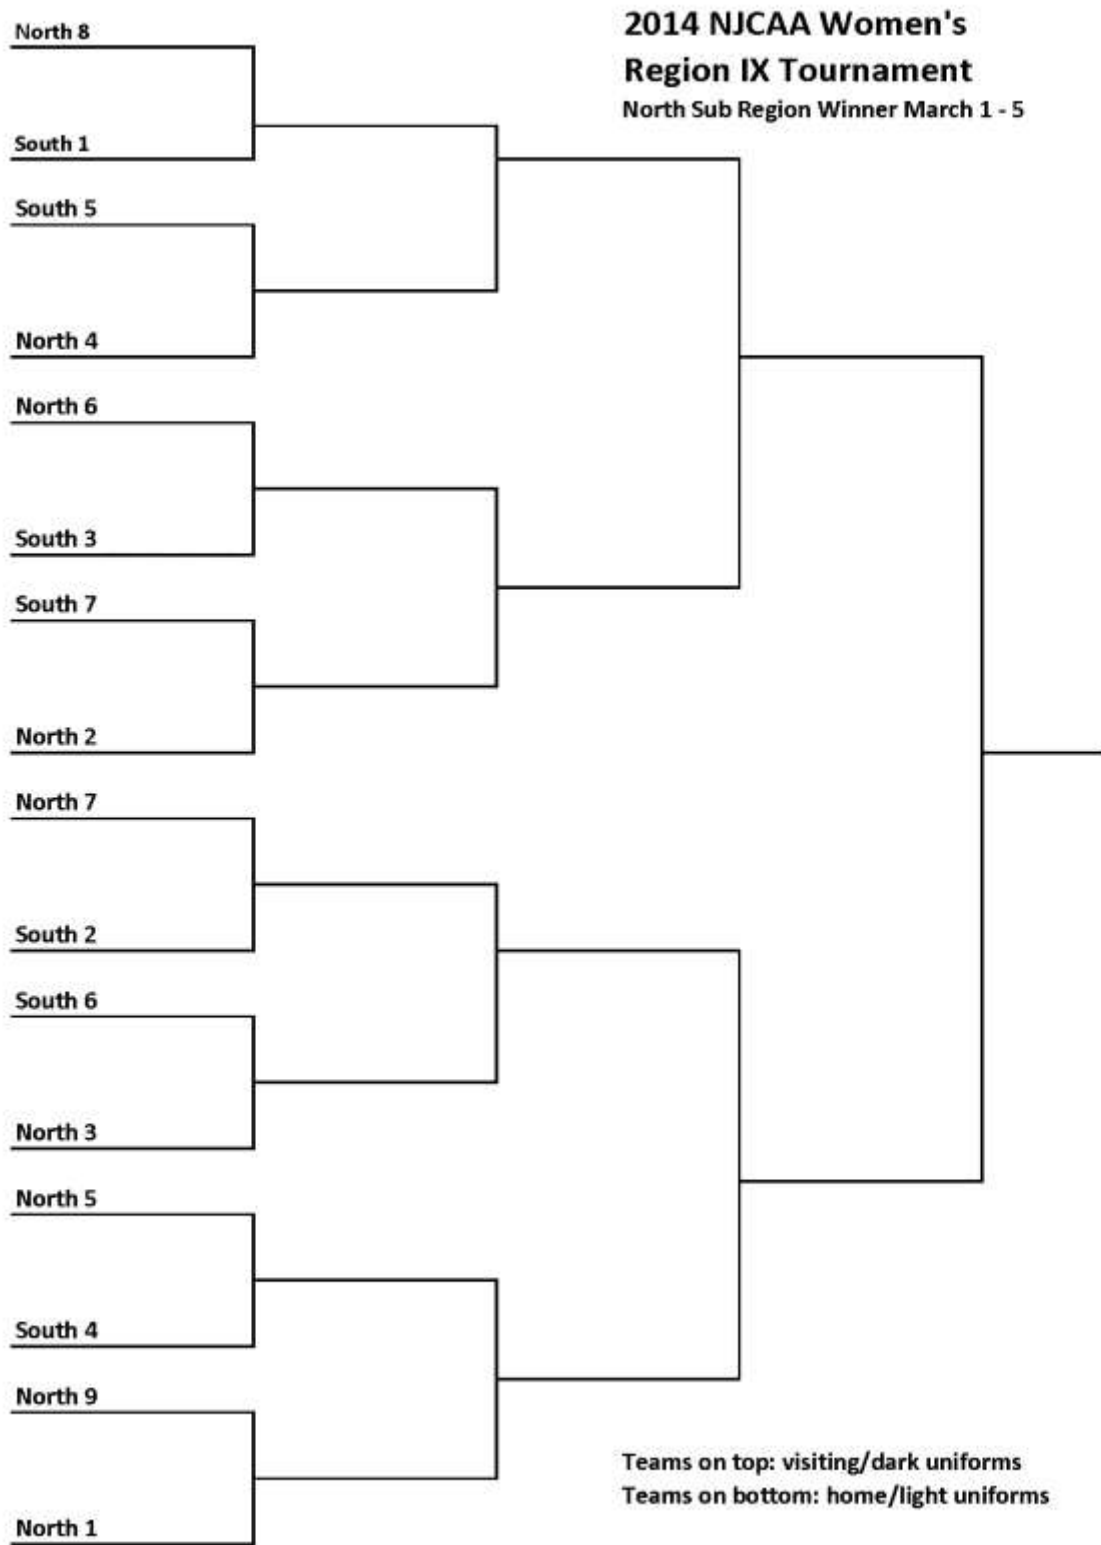 2014 NJCAA Women's
Region IX Tournament
North Sub Region Winner March 1 - 5
North 8
South 1
South 5
North 4
North 6
South 3
South 7
North 2
North 7
South 2
South 6
North 3
North 5
South 4
North 9
North 1
Teams on top: visiting/dark uniforms
Teams on bottom: home/light uniforms